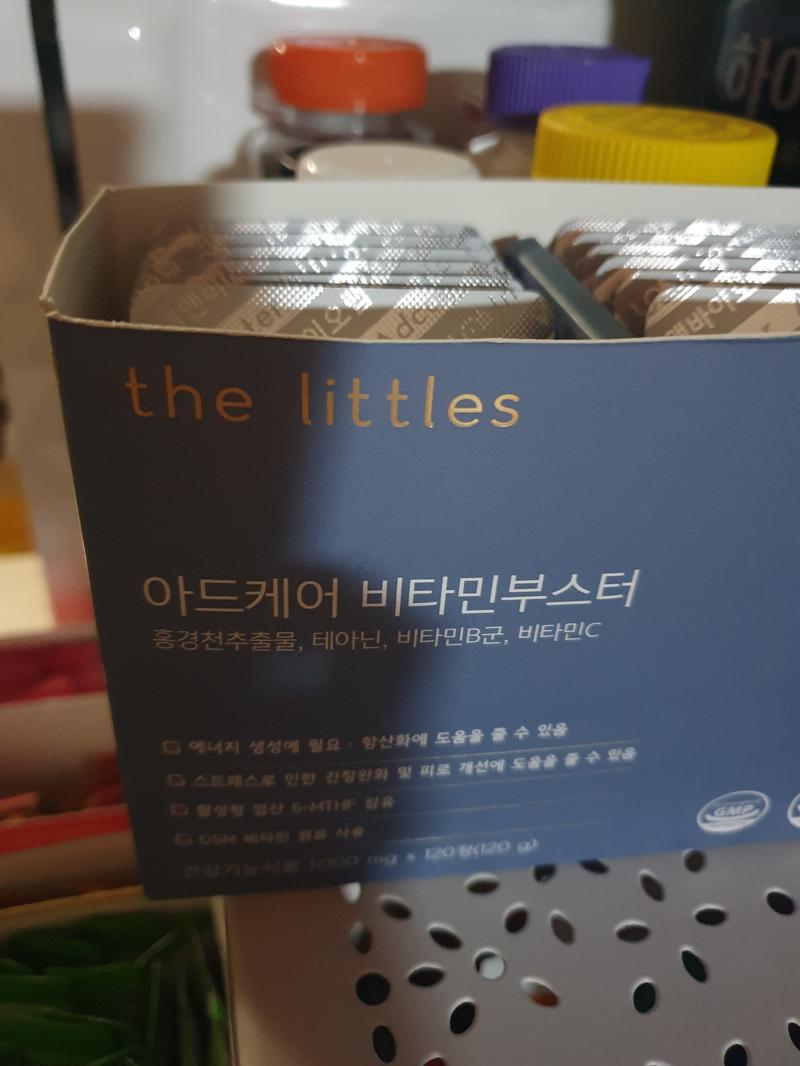 하이
the littles
아드케어 비타민부스터
홍경천추출물, 테아닌, 비타민B군, 비타민C
에너지 생성에 필요 · 항산화에 도움을 줄 수 있음
스트레스로 인한 긴장완화 및 피로 개선에 도움을 줄 수 있음
활성형 엽산 5-MTHF 함유
DSM 비타민 원료 사용
건강기능식품 1,000 mg x 120정(120 g)
GMP